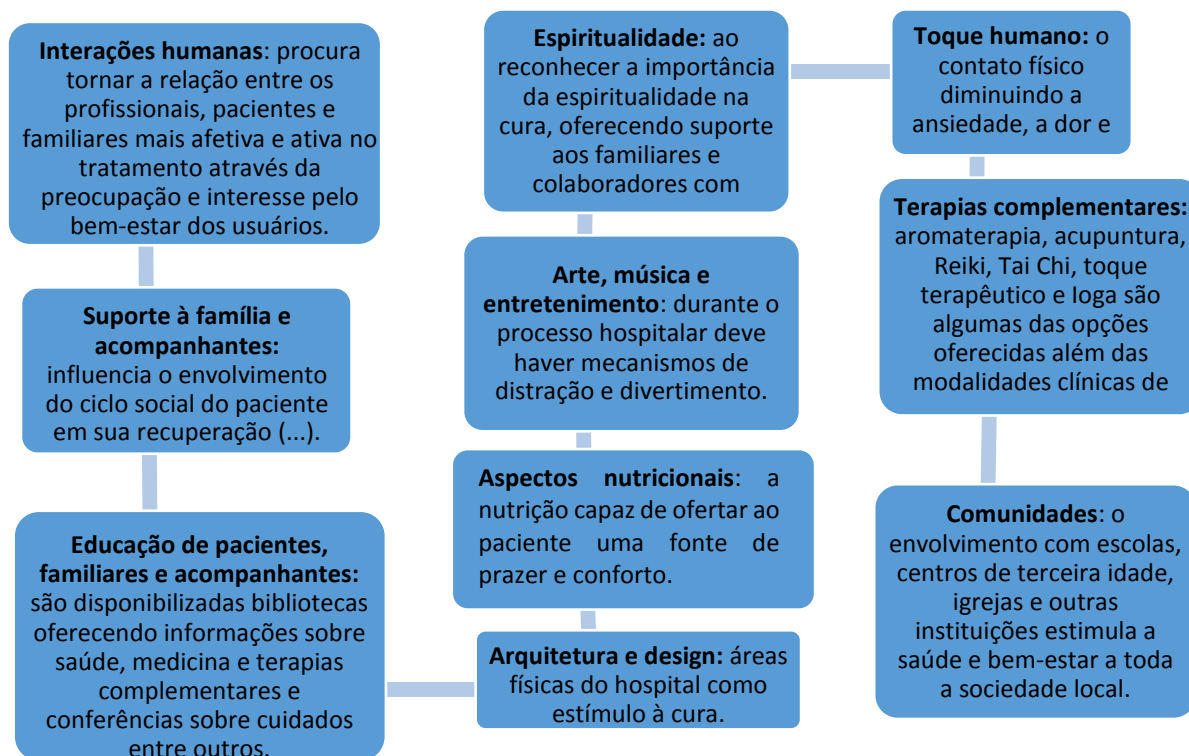 Interações humanas: procura
tornar a relação entre os
profissionais, pacientes e
familiares mais afetiva e ativa no
tratamento através da
preocupação e interesse pelo
bem-estar dos usuários.
Suporte à família e
acompanhantes:
influencia o envolvimento
do ciclo social do paciente
em sua recuperação (...).
Educação de pacientes,
familiares e acompanhantes:
são disponibilizadas bibliotecas
oferecendo informações sobre
saúde, medicina e terapias
complementares e
conferências sobre cuidados
entre outros.
Arquitetura e design: áreas
físicas do hospital como
estímulo à cura.
Aspectos nutricionais: a
nutrição capaz de ofertar ao
paciente uma fonte de
prazer e conforto.
Arte, música e
entretenimento: durante o
processo hospitalar deve
haver mecanismos de
distração e divertimento.
Espiritualidade: ao
reconhecer a importância
da espiritualidade na
cura, oferecendo suporte
aos familiares e
colaboradores com
Toque humano: o
contato físico
diminuindo a
ansiedade, a dor e
Terapias complementares:
aromaterapia, acupuntura,
Reiki, Tai Chi, toque
terapêutico e Ioga são
algumas das opções
oferecidas além das
modalidades clínicas de
Comunidades: o
envolvimento com escolas,
centros de terceira idade,
igrejas e outras
instituições estimula a
saúde e bem-estar a toda
a sociedade local.